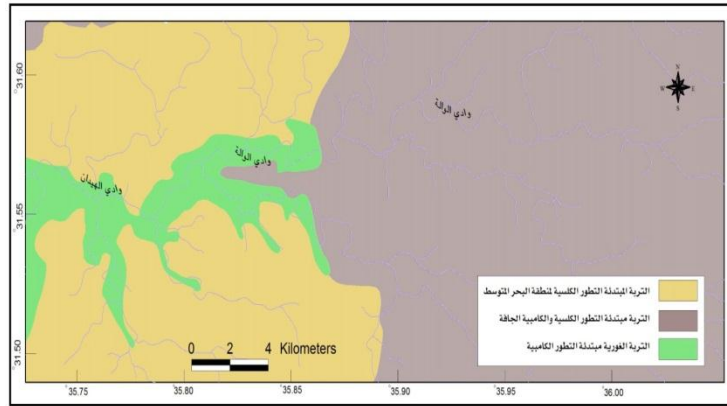 31.60°
31.55°
31.50°
وادي الوالة
وادي الوالة
وادي الهيدان
N
W E
S
التربة المبتدئة التطور الكلسية لمنطقة البحر المتوسط
التربة مبتدئة التطور الكلسية والكامبية الجافة
التربة الغورية مبتدئة التطور الكامبية
0 2 4 Kilometers
°35.75 °35.80 °35.85 °35.90 °35.95 °36.00